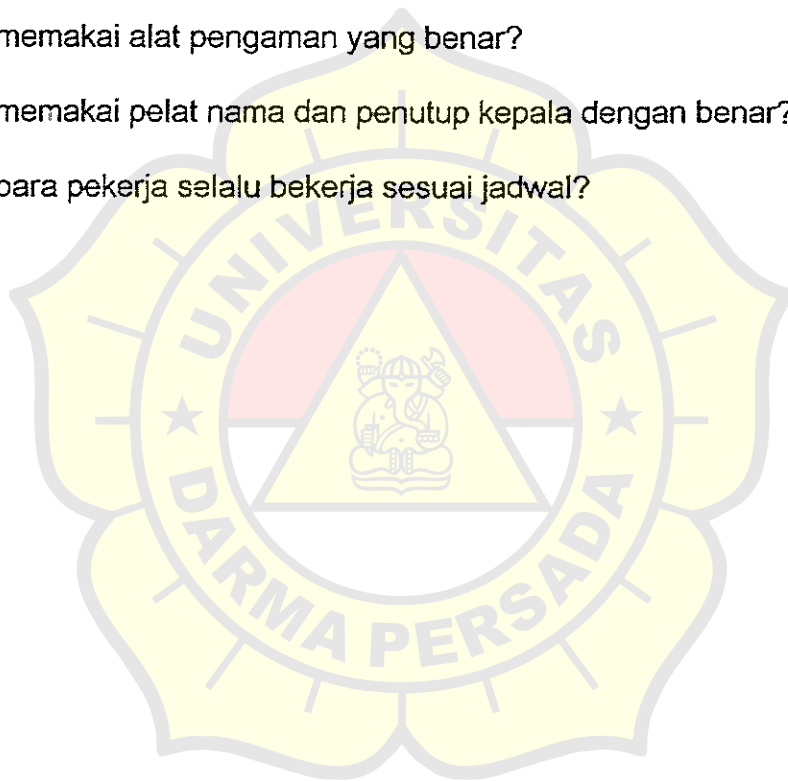 memakai alat pengaman yang benar?
memakai pelat nama dan penutup kepala dengan benar?
para pekerja selalu bekerja sesuai jadwal?
UNIVERSITAS
DARMA PERSADA